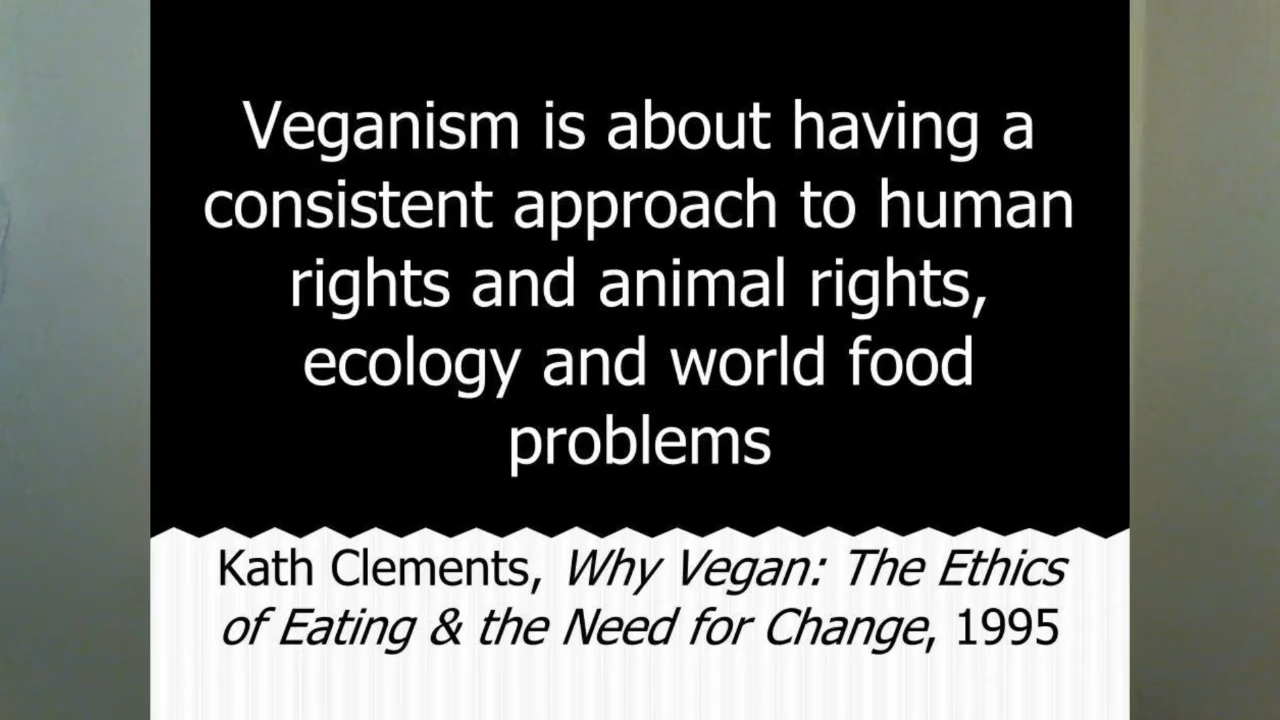 Veganism is about having a
consistent approach to human
rights and animal rights,
ecology and world food
problems
Kath Clements, Why Vegan: The Ethics
of Eating & the Need for Change, 1995